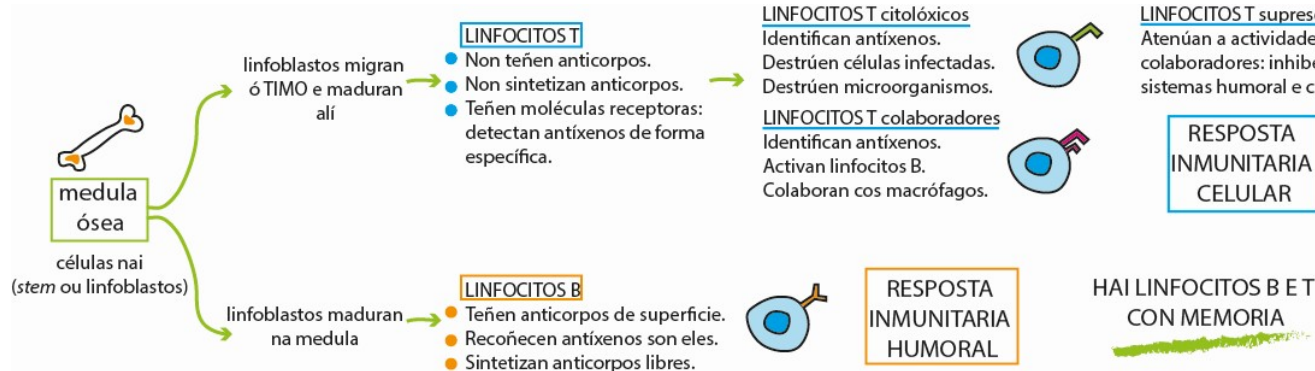 medula
ósea
células nai
(stem ou linfoblastos)
linfoblastos migran
ó TIMO e maduran
alí
LINFOCITOS T
Non teñen anticorpos.
Non sintetizan anticorpos.
Teñen moléculas receptoras:
detectan antíxenos de forma
específica.
LINFOCITOS T citolóxicos
Identifican antíxenos.
Destrúen células infectadas.
Destrúen microorganismos.
LINFOCITOS T colaboradores
Identifican antíxenos.
Activan linfocitos B.
Colaboran cos macrófagos.
LINFOCITOS T
Atenúan a
colaboradores:
sistemas humoral e
RESPOSTA
INMUNITARIA
CELULAR
linfoblastos maduran
na medula
LINFOCITOS B
Teñen anticorpos de superficie.
Recoñecen antíxenos son eles.
Sintetizan anticorpos libres.
RESPOSTA
INMUNITARIA
HUMORAL
HAI LINFOCITOS B E T
CON MEMORIA